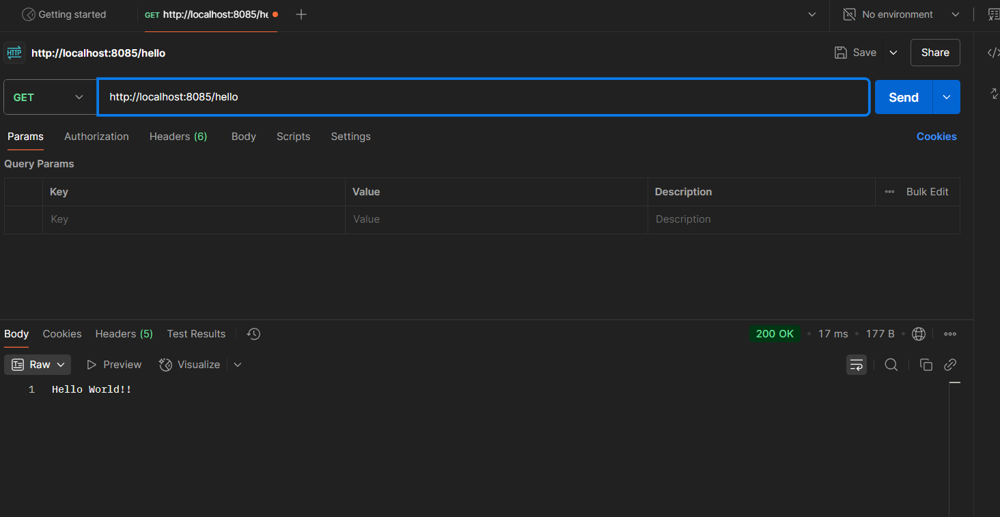 Getting started GET http://localhost:8085/he No environment
HTTP http://localhost:8085/hello Save Share
GET http://localhost:8085/hello Send
Params Authorization Headers (6) Body Scripts Settings Cookies
Query Params
Key Value Description Bulk Edit
Key Value Description
Body Cookies Headers (5) Test Results 200 OK • 17 ms • 177 B •
Raw Preview Visualize
1 Hello World!!